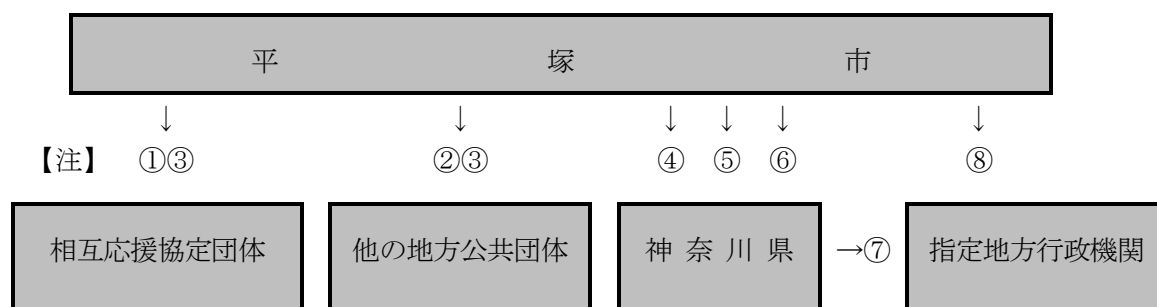 平 塚 市
↓ ↓ ↓ ↓ ↓ ↓
【注】 ①③ ②③ ④ ⑤ ⑥ ⑧
相互応援協定団体 他の地方公共団体 神 奈 川 県 →⑦ 指定地方行政機関